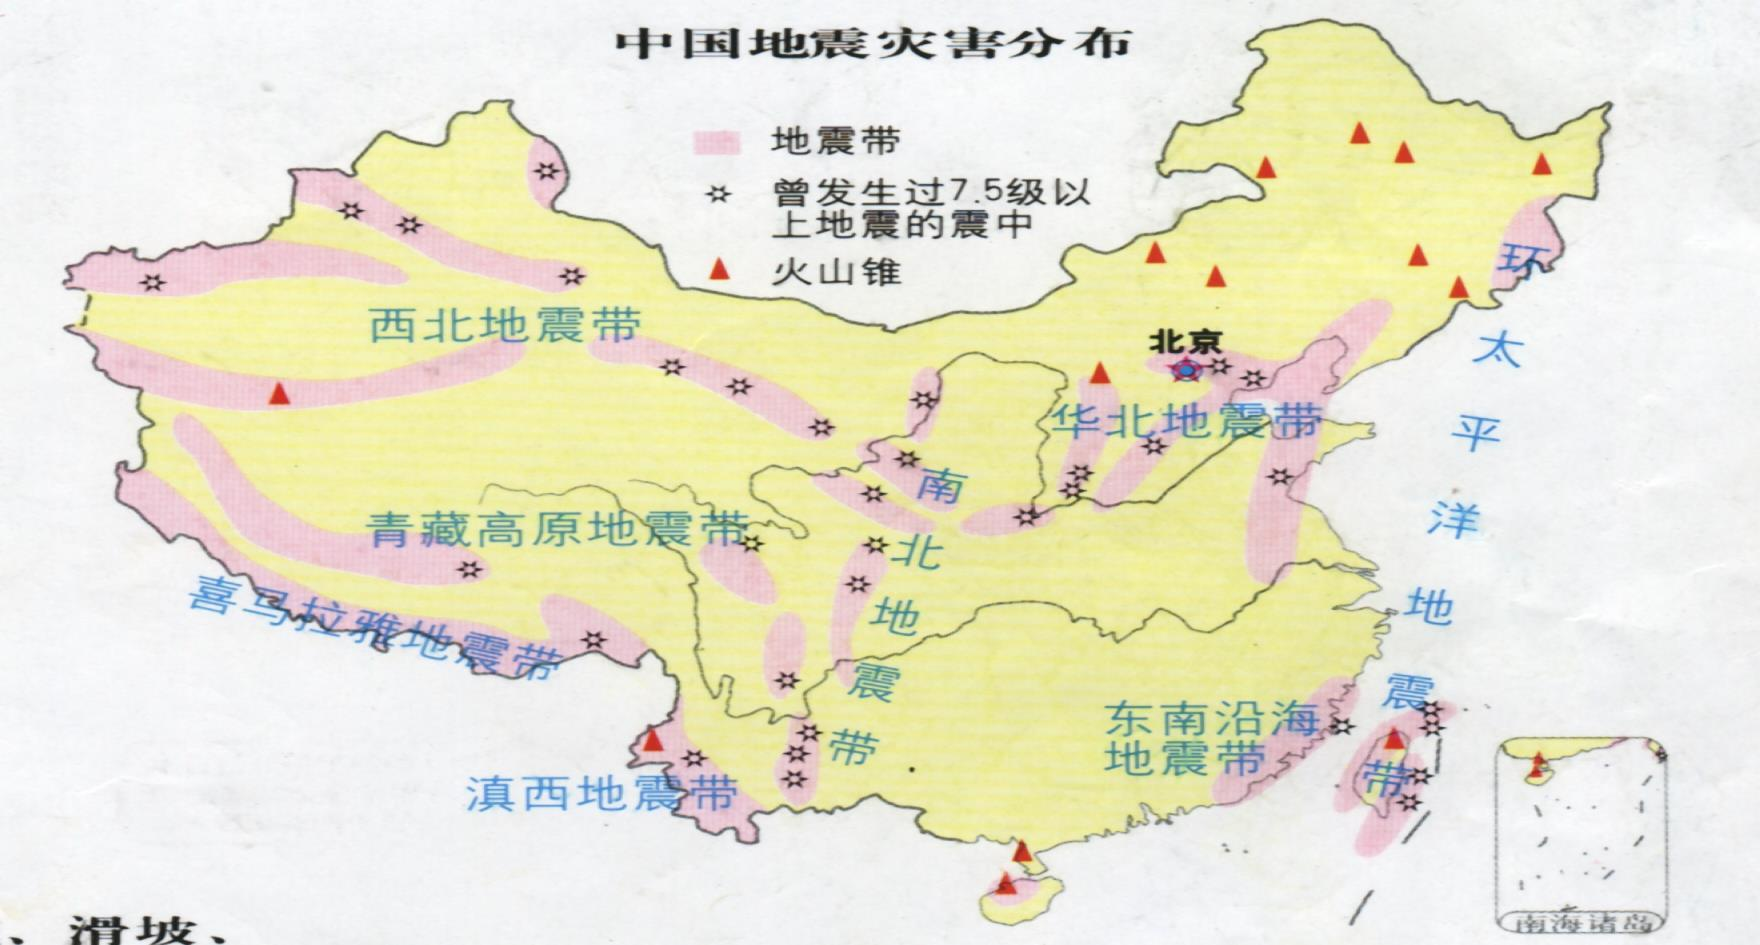 中国地震灾害分布
地震带
曾发生过7.5级以
上地震的震中
火山锥
西北地震带
北京
华北地震带
环太平洋地震带
南北地震带
青藏高原地震带
喜马拉雅地震带
滇西地震带
东南沿海
地震带
南海诸岛
、滑坡、